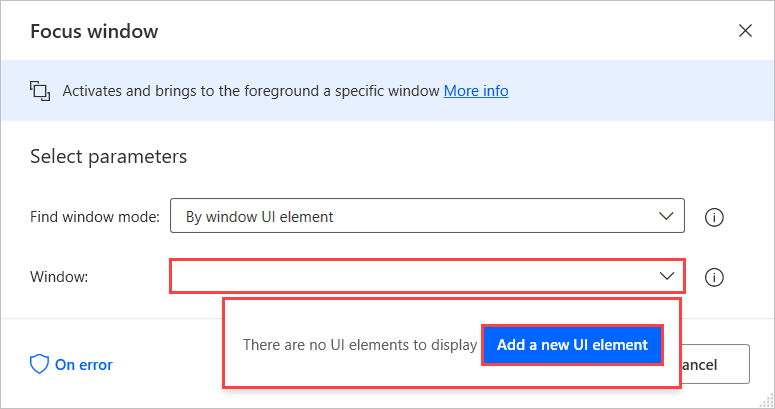 Focus window
Activates and brings to the foreground a specific window More info
Select parameters
Find window mode: By window UI element
Window:
There are no UI elements to display Add a new UI element
On error